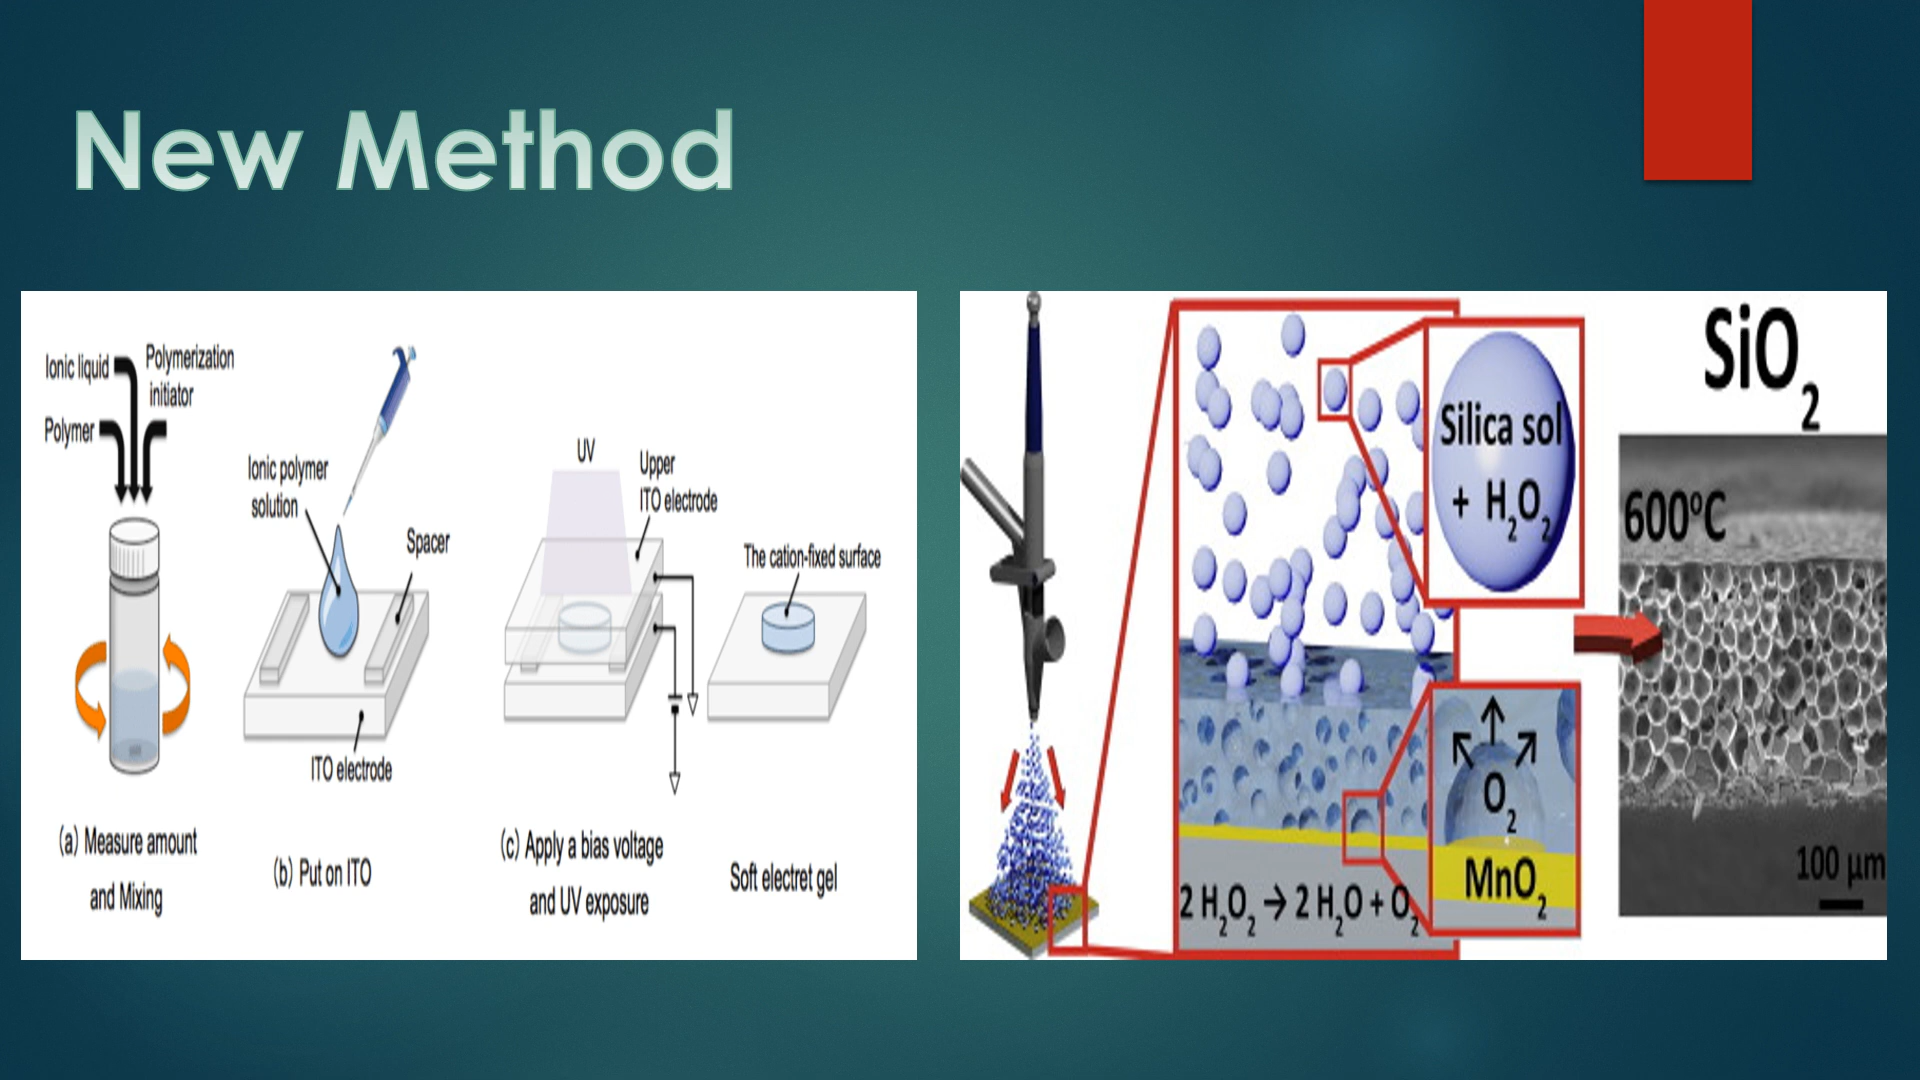 New Method
Ionic liquid
Polymerization
initiator
Polymer
Ionic polymer
solution
Spacer
ITO electrode
UV
Upper
ITO electrode
The cation-fixed surface
(a) Measure amount
and Mixing
(b) Put on ITO
(c) Apply a bias voltage
and UV exposure
Soft electret gel
Silica sol
+ H₂O₂
O₂
MnO₂
2 H₂O₂ → 2 H₂O + O₂
SiO₂
600ºC
100 µm